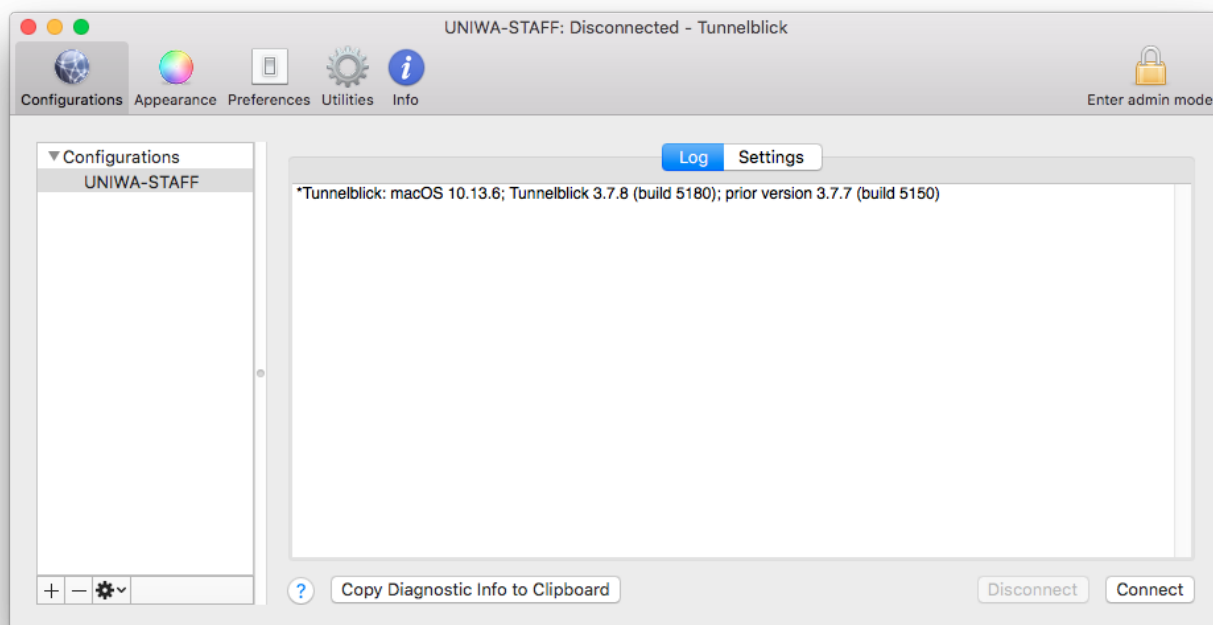 UNIWA-STAFF: Disconnected - Tunnelblick
Configurations Appearance Preferences Utilities Info Enter admin mode
Configurations
UNIWA-STAFF
Log Settings
*Tunnelblick: macOS 10.13.6; Tunnelblick 3.7.8 (build 5180); prior version 3.7.7 (build 5150)
? Copy Diagnostic Info to Clipboard Disconnect Connect